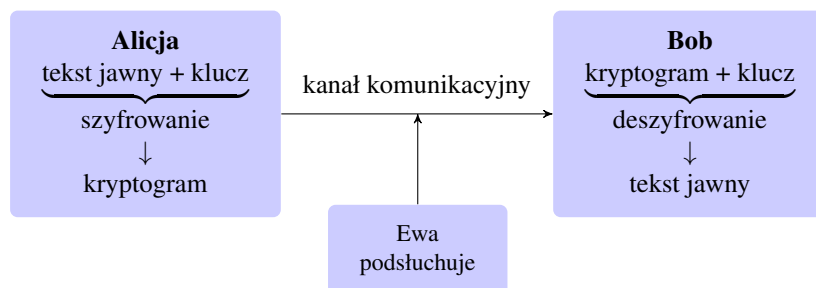 Alicja
tekst jawny + klucz
szyfrowanie
↓
kryptogram
kanał komunikacyjny
Bob
kryptogram + klucz
deszyfrowanie
↓
tekst jawny
Ewa
podsłuchuje